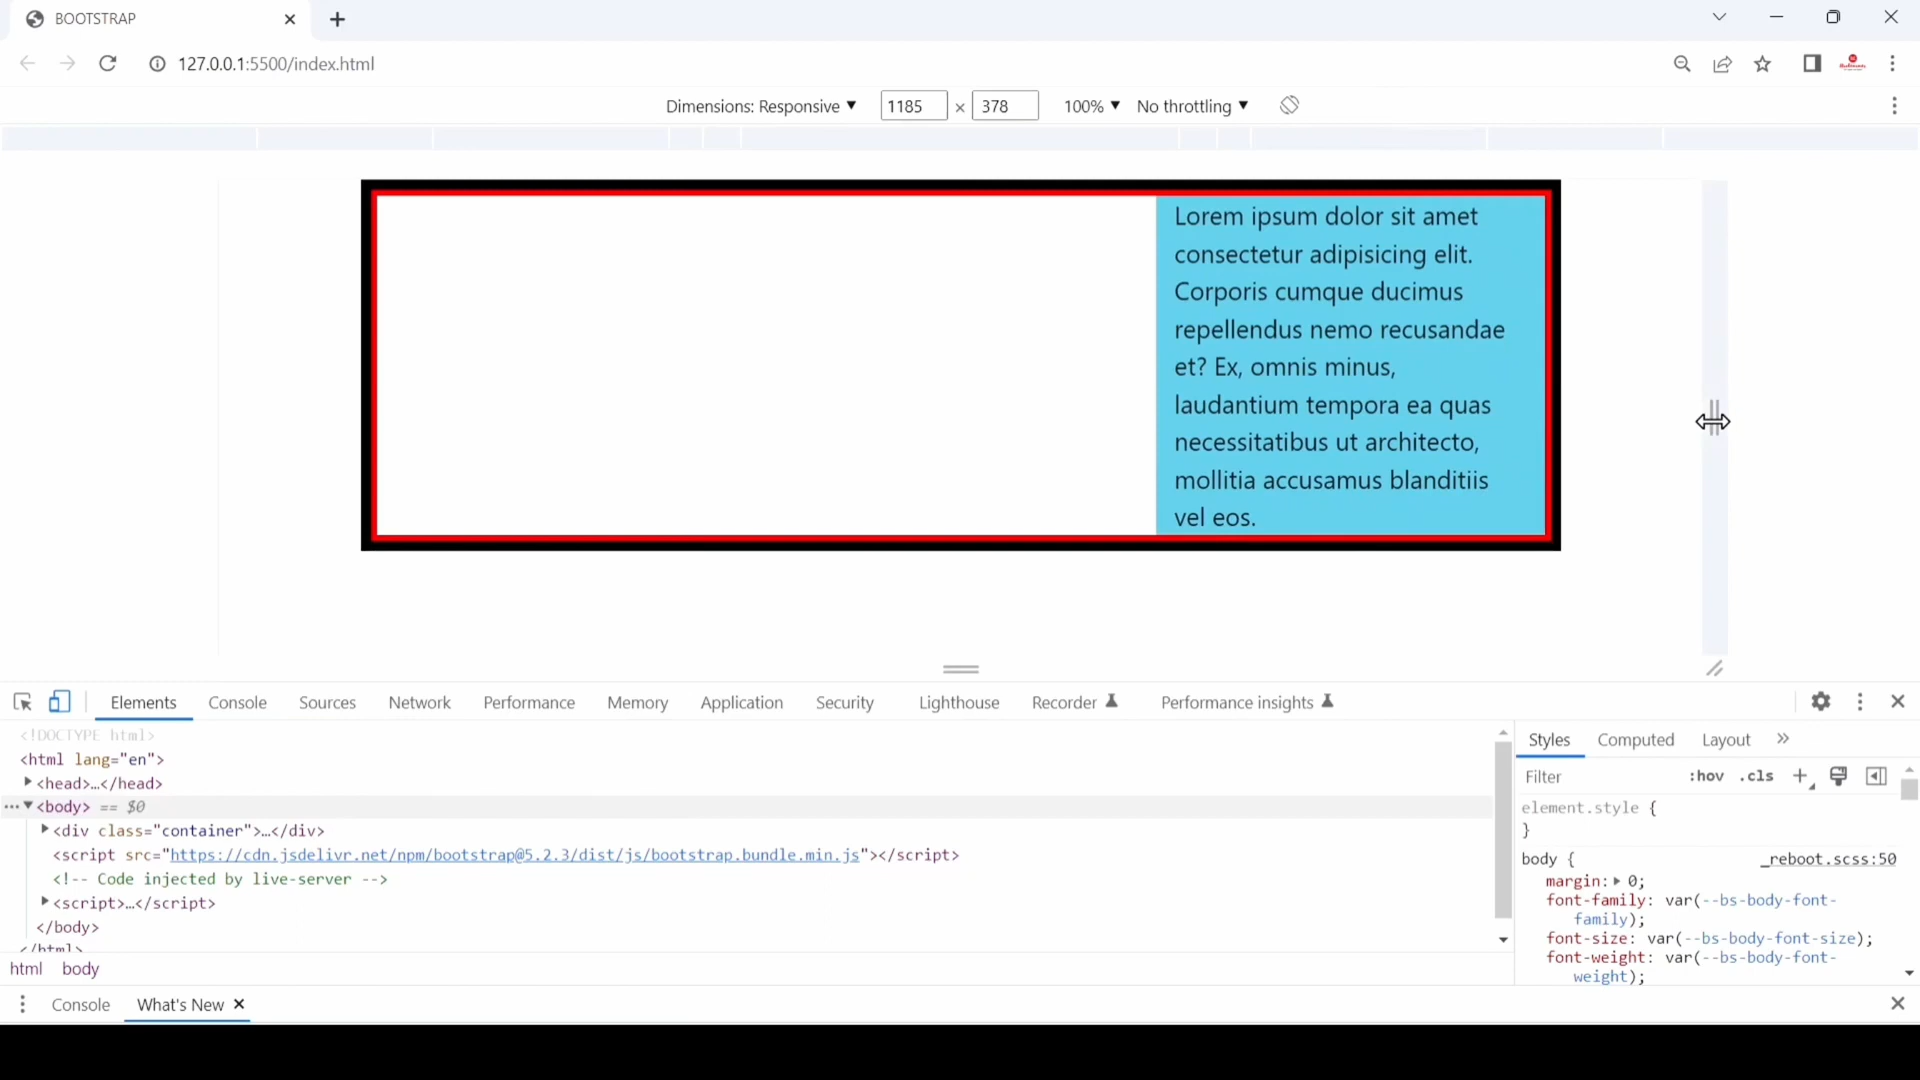 BOOTSTRAP
127.0.0.1:5500/index.html
Dimensions: Responsive 1185 × 378 100% No throttling
Lorem ipsum dolor sit amet
consectetur adipisicing elit.
Corporis cumque ducimus
repellendus nemo recusandae
et? Ex, omnis minus,
laudantium tempora ea quas
necessitatibus ut architecto,
mollitia accusamus blanditiis
vel eos.
Elements Console Sources Network Performance Memory Application Security Lighthouse Recorder Performance insights
<!DOCTYPE html>
<html lang="en">
<head>…</head>
<body> == $0
<div class="container">…</div>
<script src="https://cdn.jsdelivr.net/npm/bootstrap@5.2.3/dist/js/bootstrap.bundle.min.js"></script>
<!-- Code injected by live-server -->
<script>…</script>
</body>
</html>
html body
Styles Computed Layout
Filter :hov .cls
element.style {
}
body { _reboot.scss:50
margin: 0;
font-family: var(--bs-body-font-
family);
font-size: var(--bs-body-font-size);
font-weight: var(--bs-body-font-
weight);
Console What's New